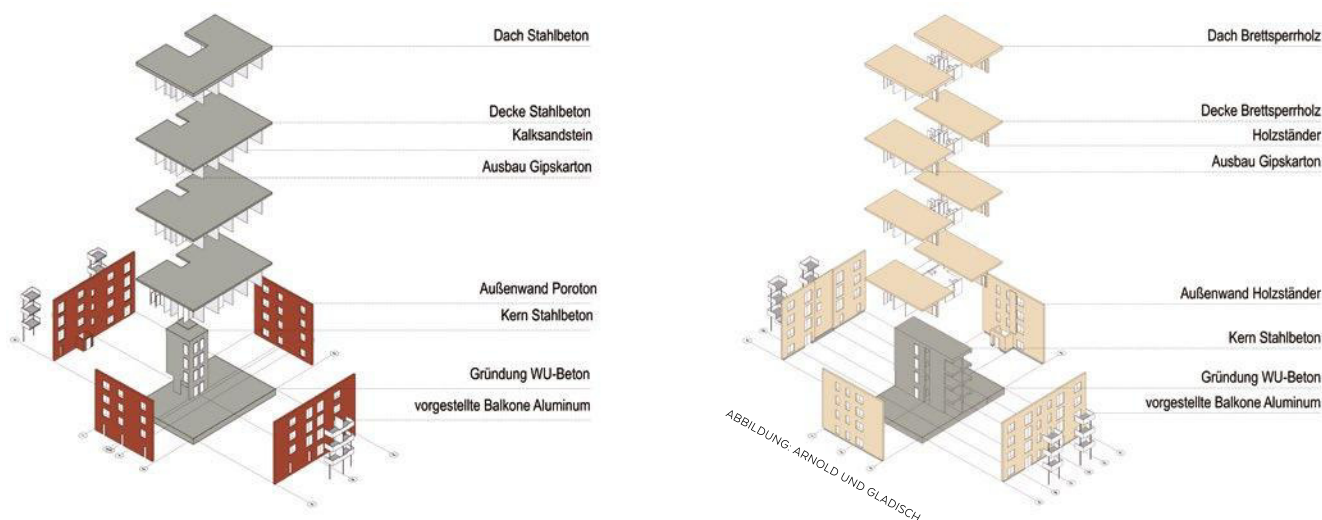 Dach Stahlbeton
Decke Stahlbeton
Kalksandstein
Ausbau Gipskarton
Außenwand Poroton
Kern Stahlbeton
Gründung WU-Beton
vorgestellte Balkone Aluminum
Dach Brettsperrholz
Decke Brettsperrholz
Holzständer
Ausbau Gipskarton
Außenwand Holzständer
Kern Stahlbeton
Gründung WU-Beton
vorgestellte Balkone Aluminum
ABBILDUNG: ARNOLD UND GLADISCH